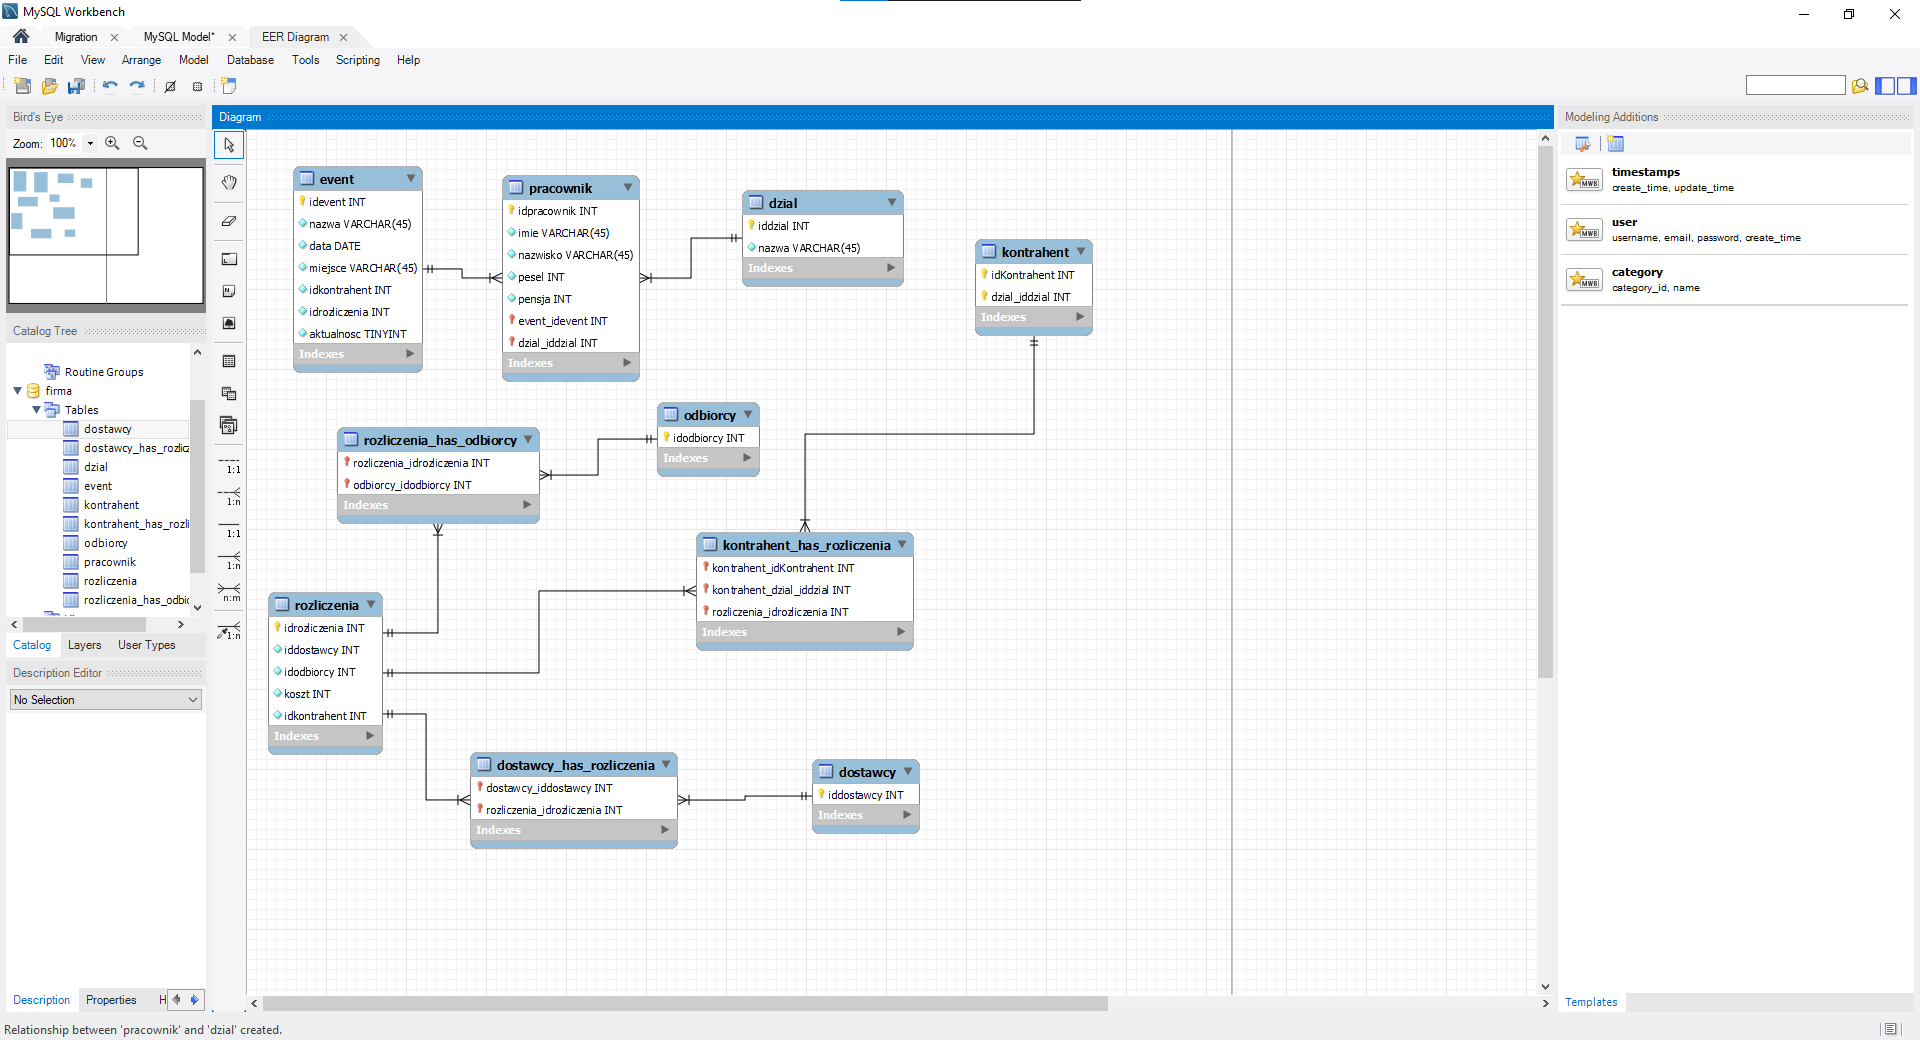 MySQL Workbench
Migration
MySQL Model*
EER Diagram
File Edit View Arrange Model Database Tools Scripting Help
Bird's Eye
Zoom: 100%
Catalog Tree
Routine Groups
firma
Tables
dostawcy
dostawcy_has_rozlic
dzial
event
kontrahent
kontrahent_has_rozli
odbiorcy
pracownik
rozliczenia
rozliczenia_has_odbic
Catalog Layers User Types
Description Editor
No Selection
Description Properties H
Relationship between 'pracownik' and 'dzial' created.
Diagram
1:1
1:n
1:1
1:n
n:m
1:n
event
idevent INT
nazwa VARCHAR(45)
data DATE
miejsce VARCHAR(45)
idkontrahent INT
idrozliczenia INT
aktualnosc TINYINT
Indexes
pracownik
idpracownik INT
imie VARCHAR(45)
nazwisko VARCHAR(45)
pesel INT
pensja INT
event_idevent INT
dzial_iddzial INT
Indexes
dzial
iddzial INT
nazwa VARCHAR(45)
Indexes
kontrahent
idKontrahent INT
dzial_iddzial INT
Indexes
odbiorcy
idodbiorcy INT
Indexes
rozliczenia_has_odbiorcy
rozliczenia_idrozliczenia INT
odbiorcy_idodbiorcy INT
Indexes
kontrahent_has_rozliczenia
kontrahent_idKontrahent INT
kontrahent_dzial_iddzial INT
rozliczenia_idrozliczenia INT
Indexes
rozliczenia
idrozliczenia INT
iddostawcy INT
idodbiorcy INT
koszt INT
idkontrahent INT
Indexes
dostawcy_has_rozliczenia
dostawcy_iddostawcy INT
rozliczenia_idrozliczenia INT
Indexes
dostawcy
iddostawcy INT
Indexes
Modeling Additions
MWB
timestamps
create_time, update_time
MWB
user
username, email, password, create_time
MWB
category
category_id, name
Templates